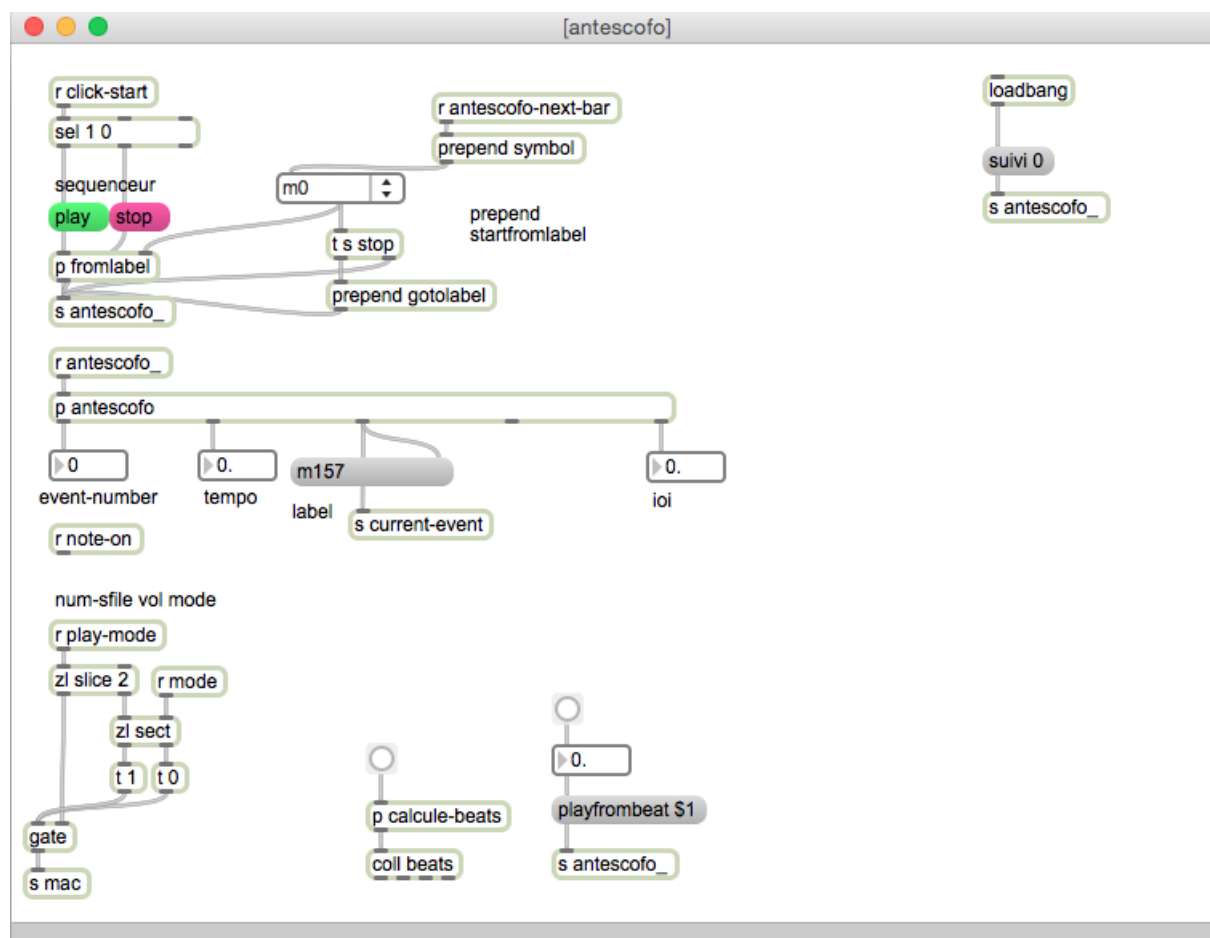 [antescofo]
r click-start
sel 1 0
sequenceur
play
stop
p fromlabel
s antescofo_
r antescofo-next-bar
prepend symbol
m0
t s stop
prepend gotolabel
prepend
startfromlabel
loadbang
suivi 0
s antescofo_
r antescofo_
p antescofo
0
event-number
0.
tempo
m157
label
s current-event
0.
ioi
r note-on
num-sfile vol mode
r play-mode
zl slice 2
r mode
zl sect
t 1
t 0
gate
s mac
p calcule-beats
coll beats
0.
playfrombeat $1
s antescofo_